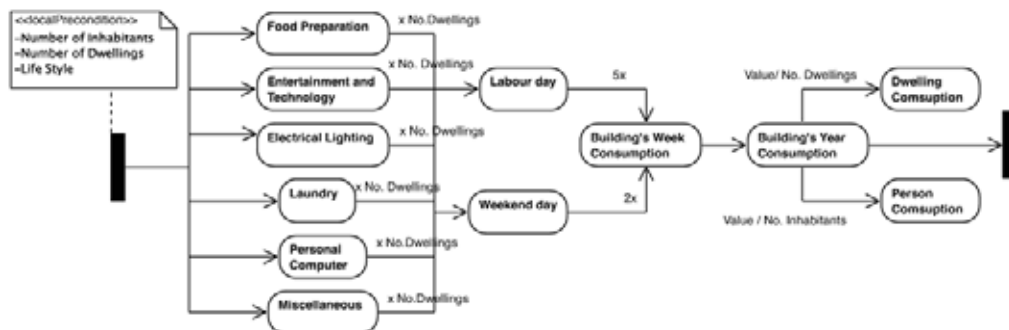 <<localPrecondition>>
-Number of Inhabitants
-Number of Dwellings
-Life Style
Food Preparation
x No.Dwellings
Entertainment and
Technology
x No. Dwellings
Electrical Lighting
x No. Dwellings
Laundry
x No. Dwellings
Personal
Computer
x No.Dwellings
Miscellaneous
x No.Dwellings
Labour day
5x
Weekend day
2x
Building's Week
Consumption
Building's Year
Consumption
Value/ No. Dwellings
Dwelling
Comsuption
Value / No. Inhabitants
Person
Comsuption